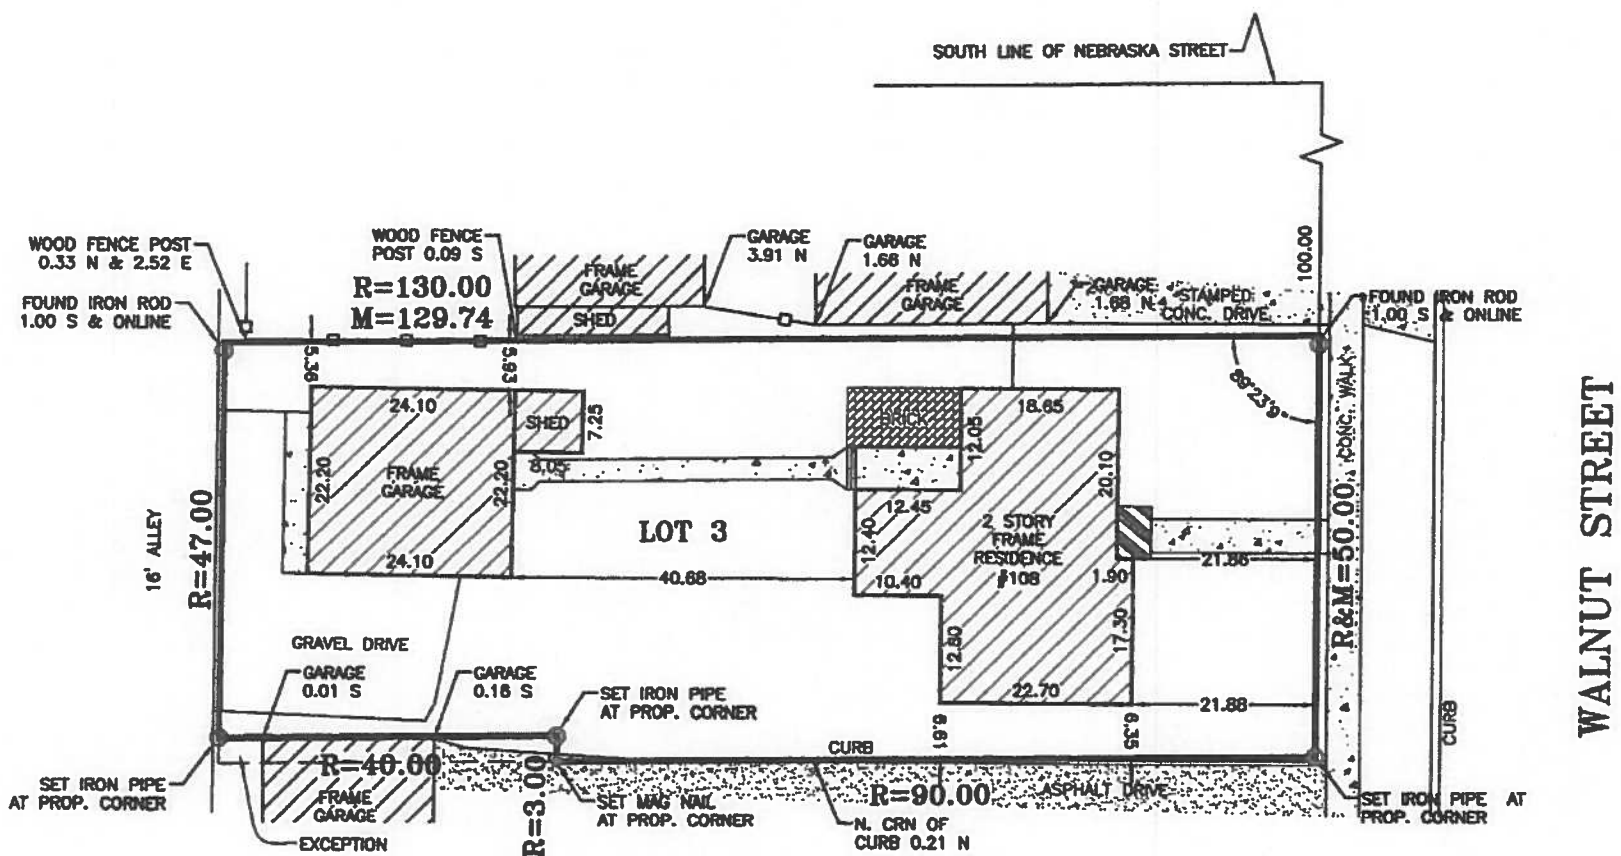 SOUTH LINE OF NEBRASKA STREET
100.00
WOOD FENCE POST
0.33 N & 2.52 E
FOUND IRON ROD
1.00 S & ONLINE
WOOD FENCE
POST 0.09 S
R=130.00
M=129.74
FRAME
GARAGE
SHED
GARAGE
3.91 N
GARAGE
1.68 N
FRAME
GARAGE
GARAGE
1.68 N
STAMPED
CONC. DRIVE
FOUND IRON ROD
1.00 S & ONLINE
5.36
5.93
89°23'9"
CONC. WALK
24.10
22.20
FRAME
GARAGE
22.20
24.10
SHED
7.25
8.05
BRICK
12.05
18.65
20.10
12.45
12.40
10.40
2 STORY
FRAME
RESIDENCE
#108
1.90
17.30
12.80
22.70
21.86
21.88
LOT 3
40.68
16' ALLEY
R=47.00
R&M=50.00
WALNUT STREET
CURB
GRAVEL DRIVE
GARAGE
0.01 S
GARAGE
0.16 S
SET IRON PIPE
AT PROP. CORNER
CURB
6.61
6.35
SET IRON PIPE
AT PROP. CORNER
R=40.00
FRAME
GARAGE
EXCEPTION
R=3.00
SET MAG NAIL
AT PROP. CORNER
R=90.00
ASPHALT DRIVE
N. CRN OF
CURB 0.21 N
SET IRON PIPE AT
PROP. CORNER